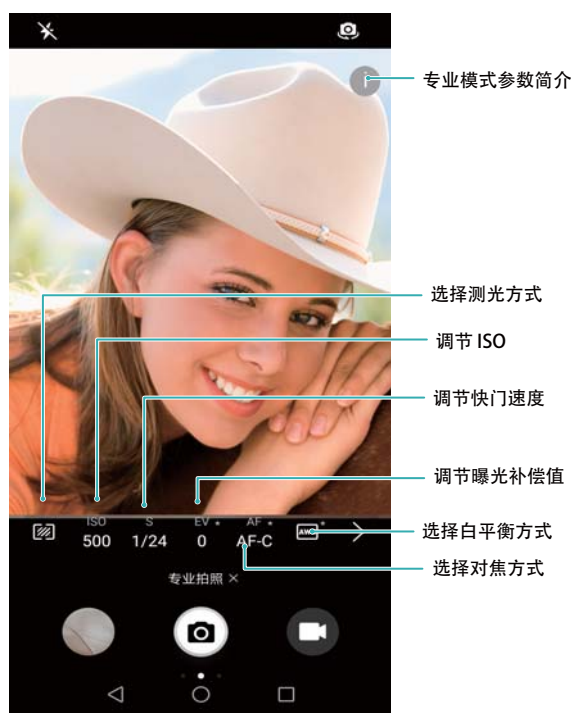 专业模式参数简介
选择测光方式
调节 ISO
调节快门速度
调节曝光补偿值
ISO S EV AF
500 1/24 0 AF-C
选择白平衡方式
选择对焦方式
专业拍照 ×